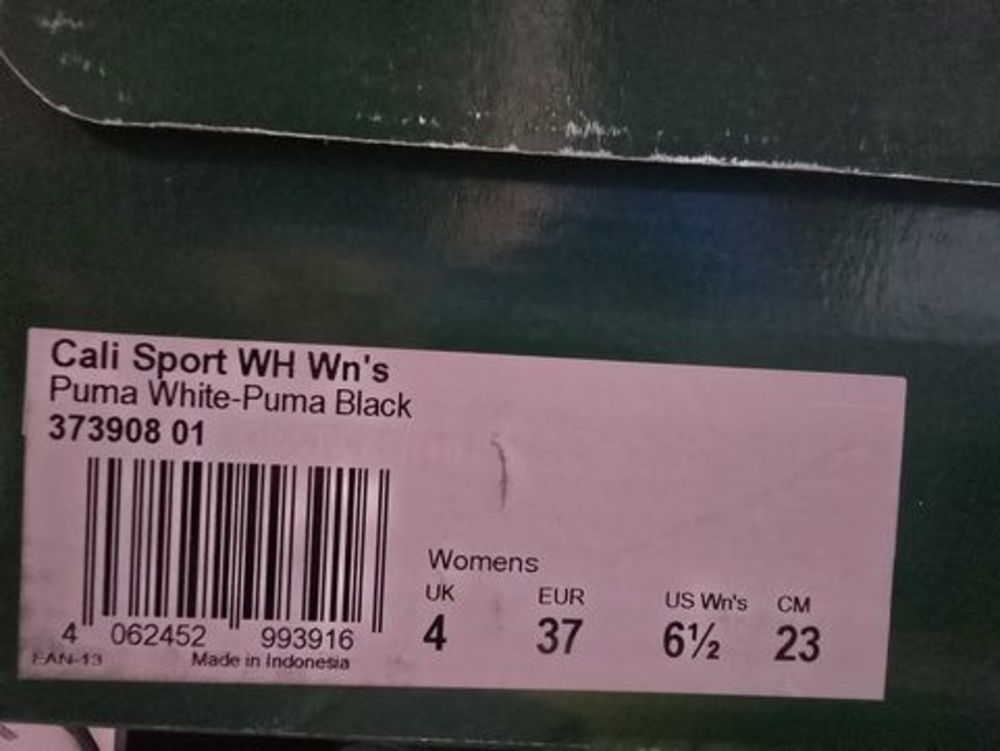 Cali Sport WH Wn's
Puma White-Puma Black
373908 01
4 062452 993916
EAN-13 Made in Indonesia
Womens
UK EUR US Wn's CM
4 37 6½ 23